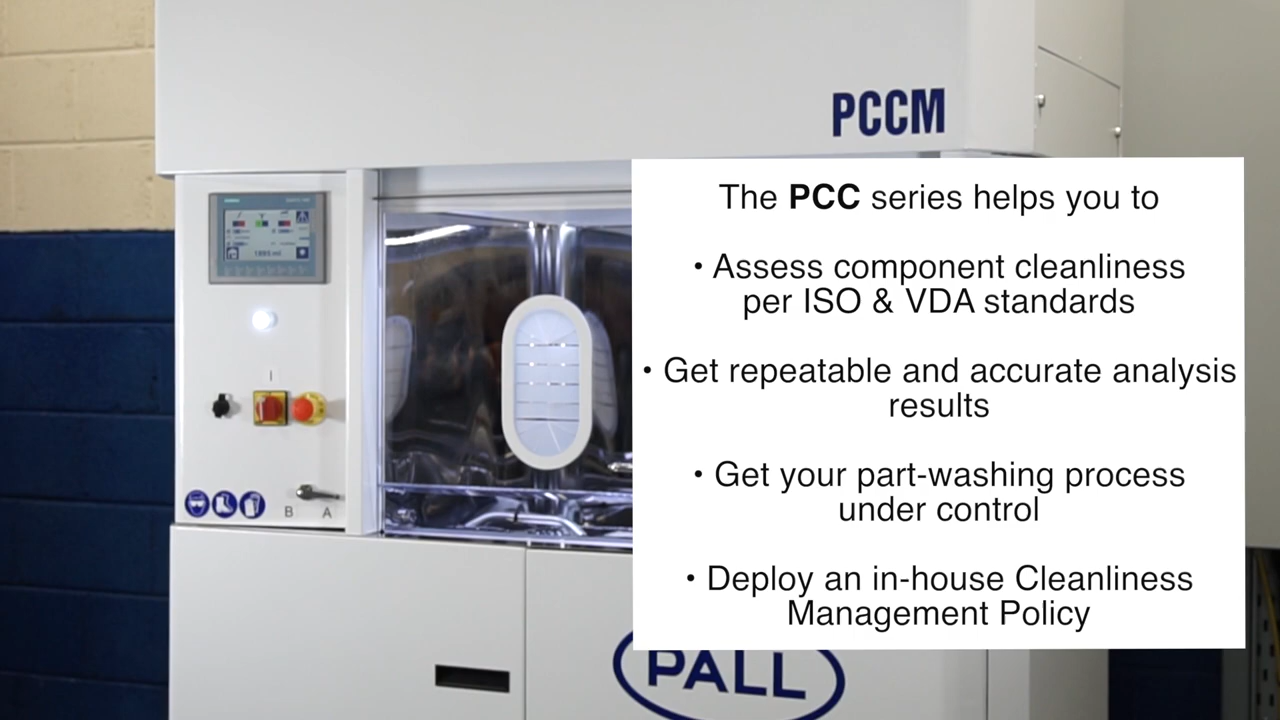 PCCM
The PCC series helps you to
• Assess component cleanliness
per ISO & VDA standards
• Get repeatable and accurate analysis
results
• Get your part-washing process
under control
• Deploy an in-house Cleanliness
Management Policy
SIEMENS
I
B A
PALL